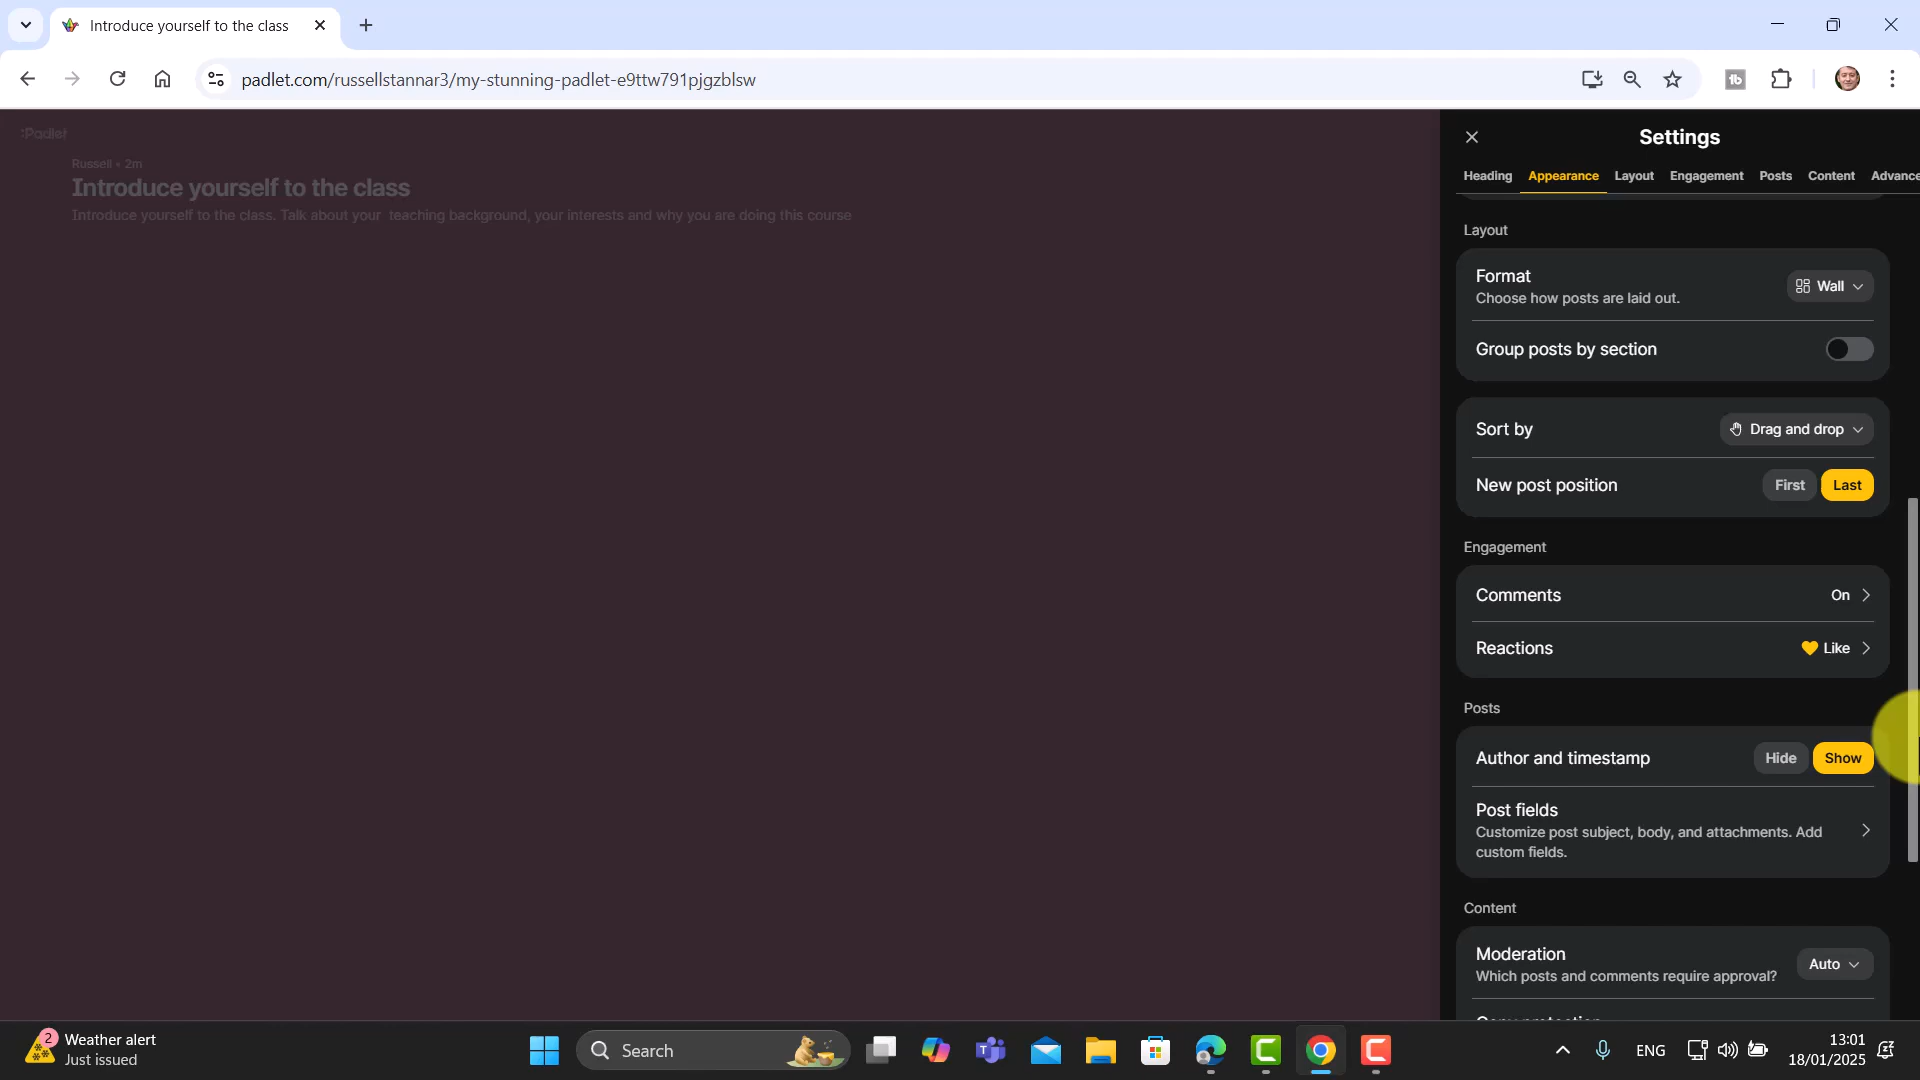 Introduce yourself to the class
padlet.com/russellstannar3/my-stunning-padlet-e9ttw791pjgzblsw
:Padlet
Russell • 2m
Introduce yourself to the class
Introduce yourself to the class. Talk about your teaching background, your interests and why you are doing this course
Settings
Heading Appearance Layout Engagement Posts Content Advance
Layout
Format
Choose how posts are laid out.
Wall
Group posts by section
Sort by
Drag and drop
New post position
First Last
Engagement
Comments
On
Reactions
Like
Posts
Author and timestamp
Hide Show
Post fields
Customize post subject, body, and attachments. Add
custom fields.
Content
Moderation
Which posts and comments require approval?
Auto
2
Weather alert
Just issued
Search
ENG
13:01
18/01/2025